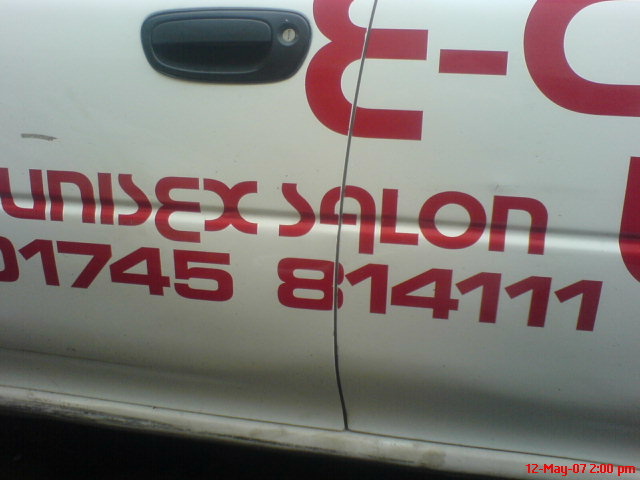 UNISEX SALON
01745 814111
12-May-07 2:00 pm